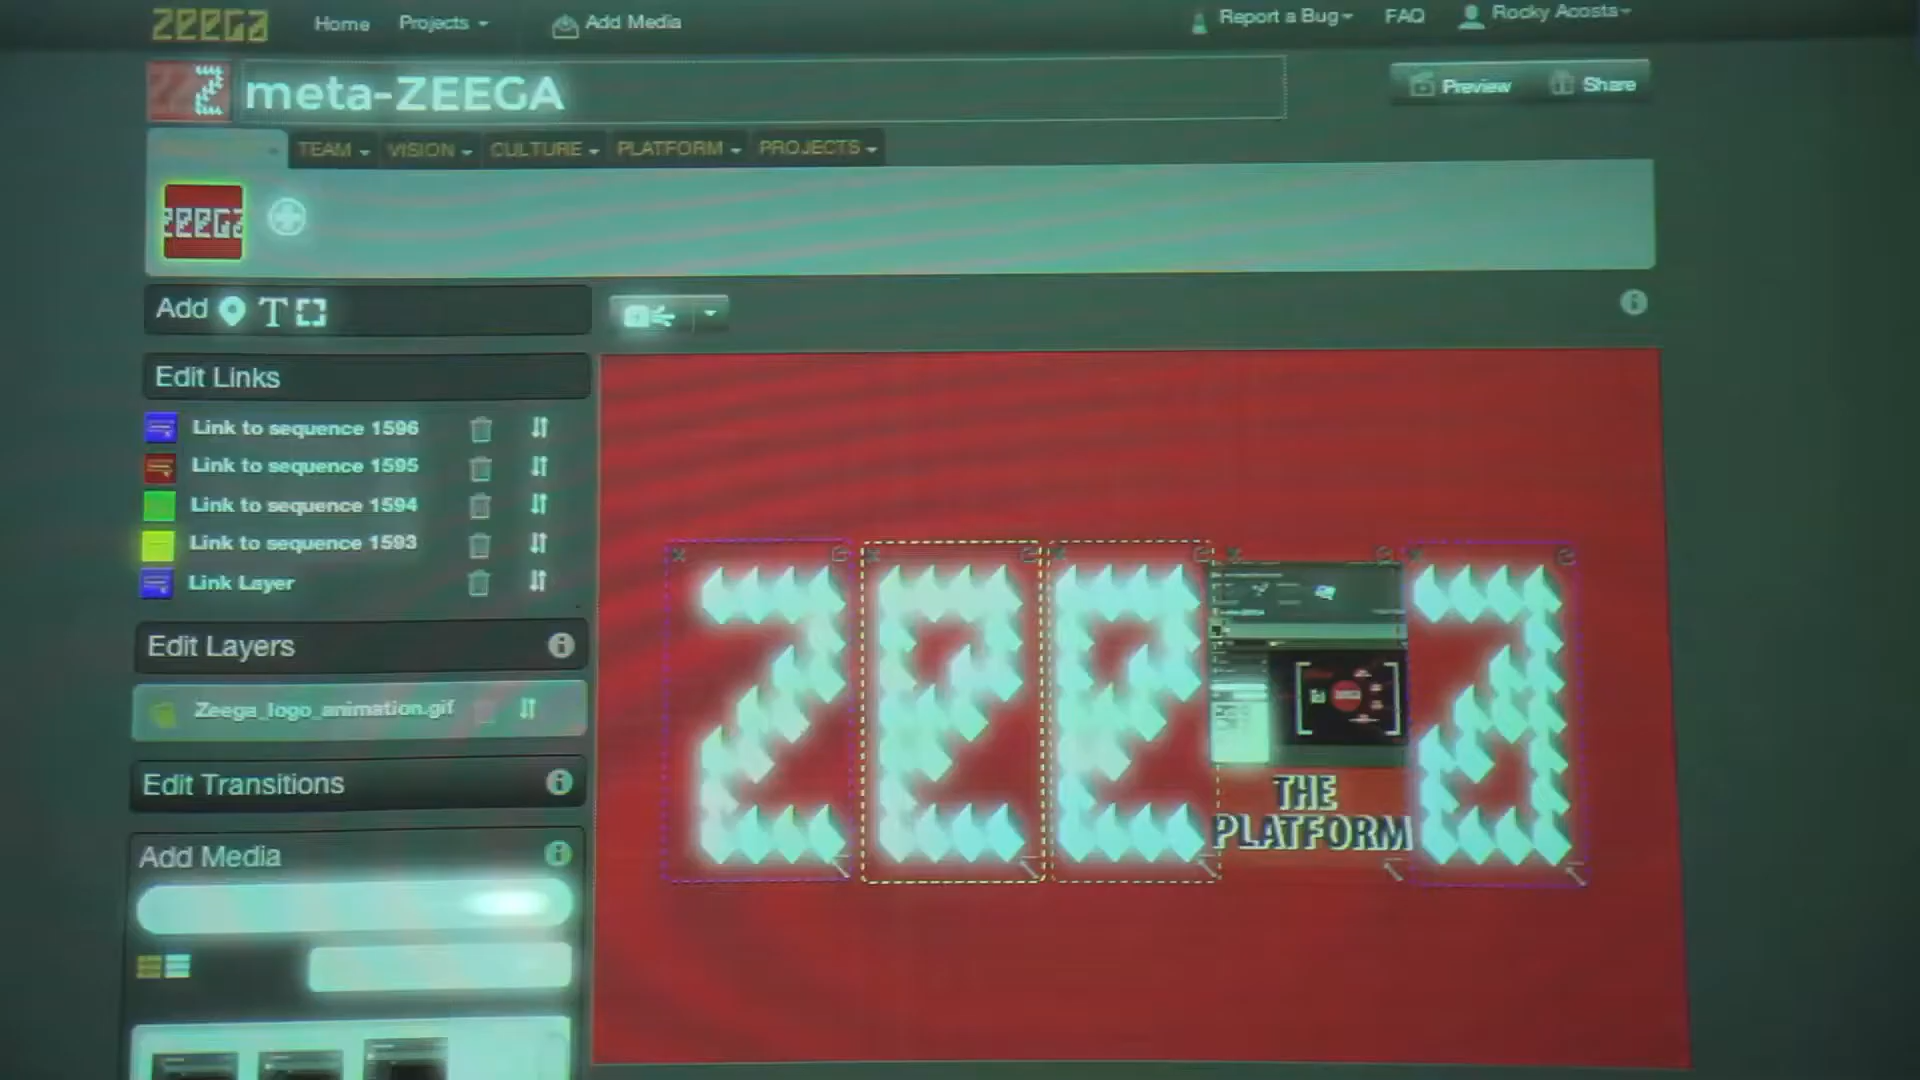 ZEEGA
Home
Projects
Add Media
Report a Bug
FAQ
Rocky Acosta
meta-ZEEGA
Preview
Share
TEAM
VISION
CULTURE
PLATFORM
PROJECTS
ZEEGA
Add
T
Edit Links
Link to sequence 1596
Link to sequence 1595
Link to sequence 1594
Link to sequence 1593
Link Layer
Edit Layers
Zeega_logo_animation.gif
Edit Transitions
Add Media
zee a
THE
PLATFORM